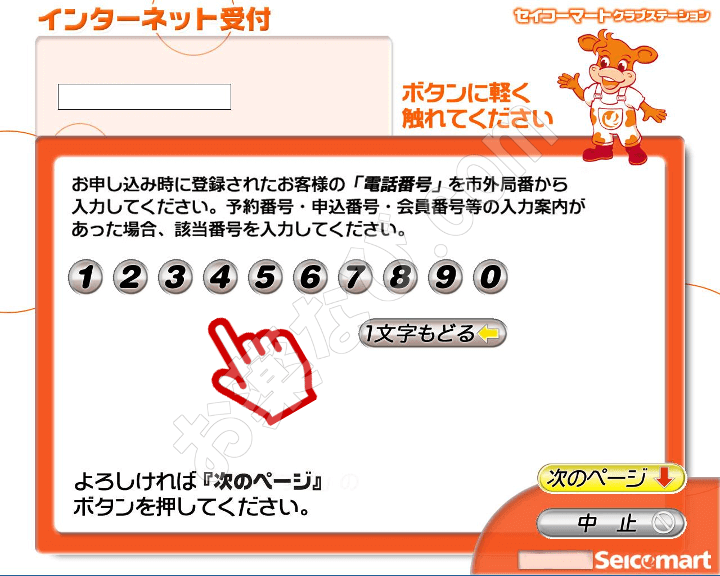 インターネット受付
セイコーマートクラブステーション
ボタンに軽く
触れてください
お申し込み時に登録されたお客様の「電話番号」を市外局番から
入力してください。予約番号・申込番号・会員番号等の入力案内が
あった場合、該当番号を入力してください。
1 2 3 4 5 6 7 8 9 0
1文字もどる
よろしければ『次のページ』の
ボタンを押してください。
次のページ
中止
Seicomart